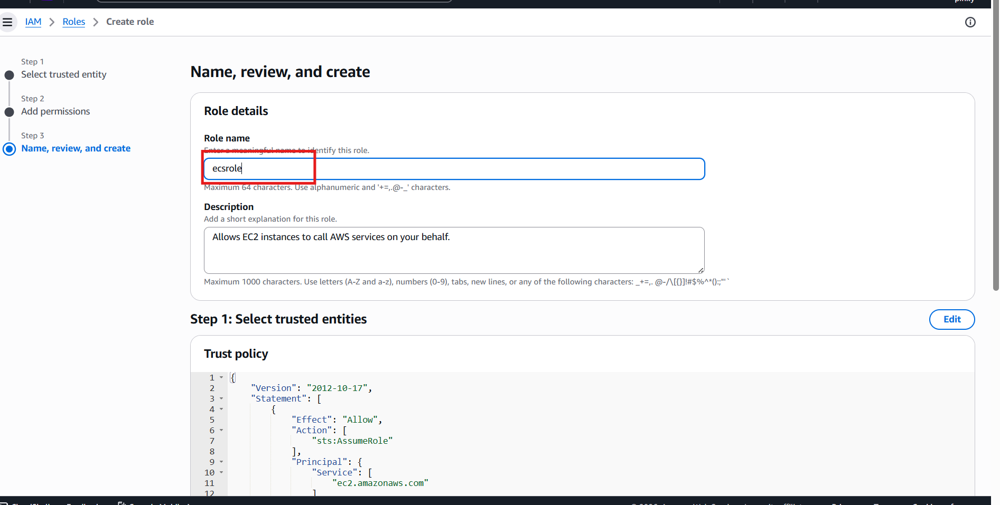 pinky
IAM > Roles > Create role
Step 1
Select trusted entity
Step 2
Add permissions
Step 3
Name, review, and create
Name, review, and create
Role details
Role name
Enter a meaningful name to identify this role.
ecsrole
Maximum 64 characters. Use alphanumeric and '+=,.@-_' characters.
Description
Add a short explanation for this role.
Allows EC2 instances to call AWS services on your behalf.
Maximum 1000 characters. Use letters (A-Z and a-z), numbers (0-9), tabs, new lines, or any of the following characters: _+=,. @-/\[{}]!#$%^*();:"'`
Step 1: Select trusted entities
Edit
Trust policy
1 {
2 "Version": "2012-10-17",
3 "Statement": [
4 {
5 "Effect": "Allow",
6 "Action": [
7 "sts:AssumeRole"
8 ],
9 "Principal": {
10 "Service": [
11 "ec2.amazonaws.com"
12 ]